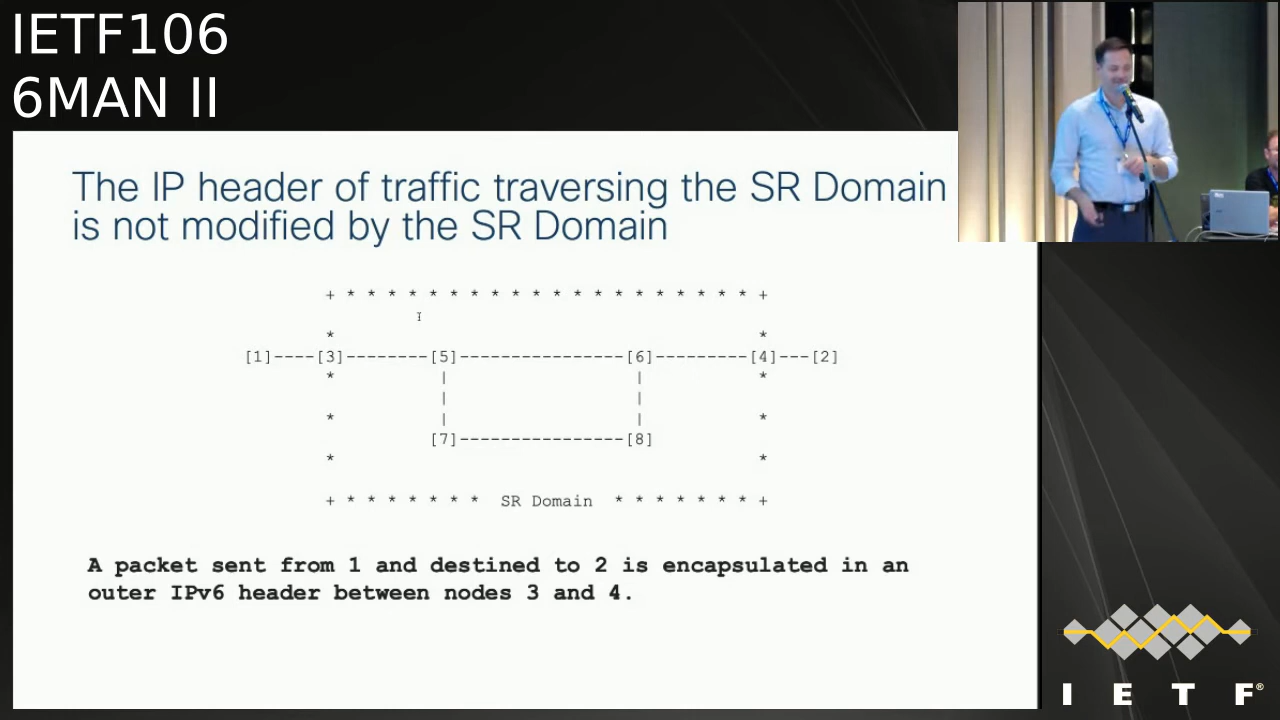 IETF106
6MAN II
The IP header of traffic traversing the SR Domain
is not modified by the SR Domain
+ * * * * * * * * * * * * * * * * * * * * +
* *
[1]----[3]--------[5]----------------[6]---------[4]---[2]
* | | *
| |
* | | *
[7]----------------[8]
* *
+ * * * * * * * SR Domain * * * * * * * +
A packet sent from 1 and destined to 2 is encapsulated in an
outer IPv6 header between nodes 3 and 4.
I E T F®